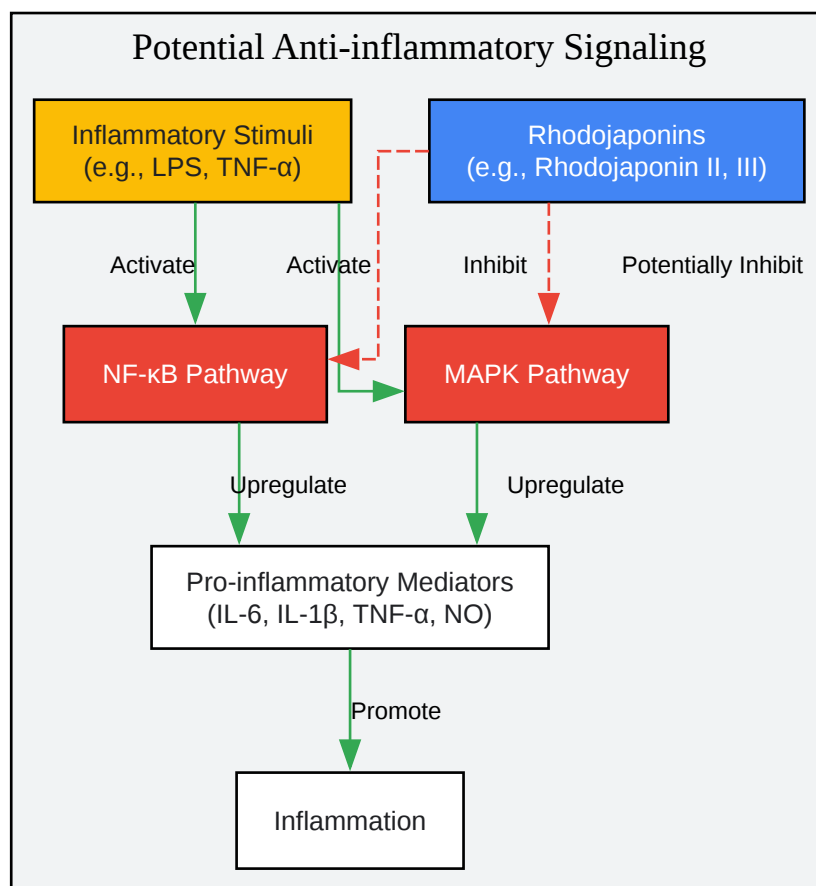 Potential Anti-inflammatory Signaling
Inflammatory Stimuli
(e.g., LPS, TNF-α)
Rhodojaponins
(e.g., Rhodojaponin II, III)
Activate
Activate
Inhibit
Potentially Inhibit
NF-κB Pathway
MAPK Pathway
Upregulate
Upregulate
Pro-inflammatory Mediators
(IL-6, IL-1β, TNF-α, NO)
Promote
Inflammation